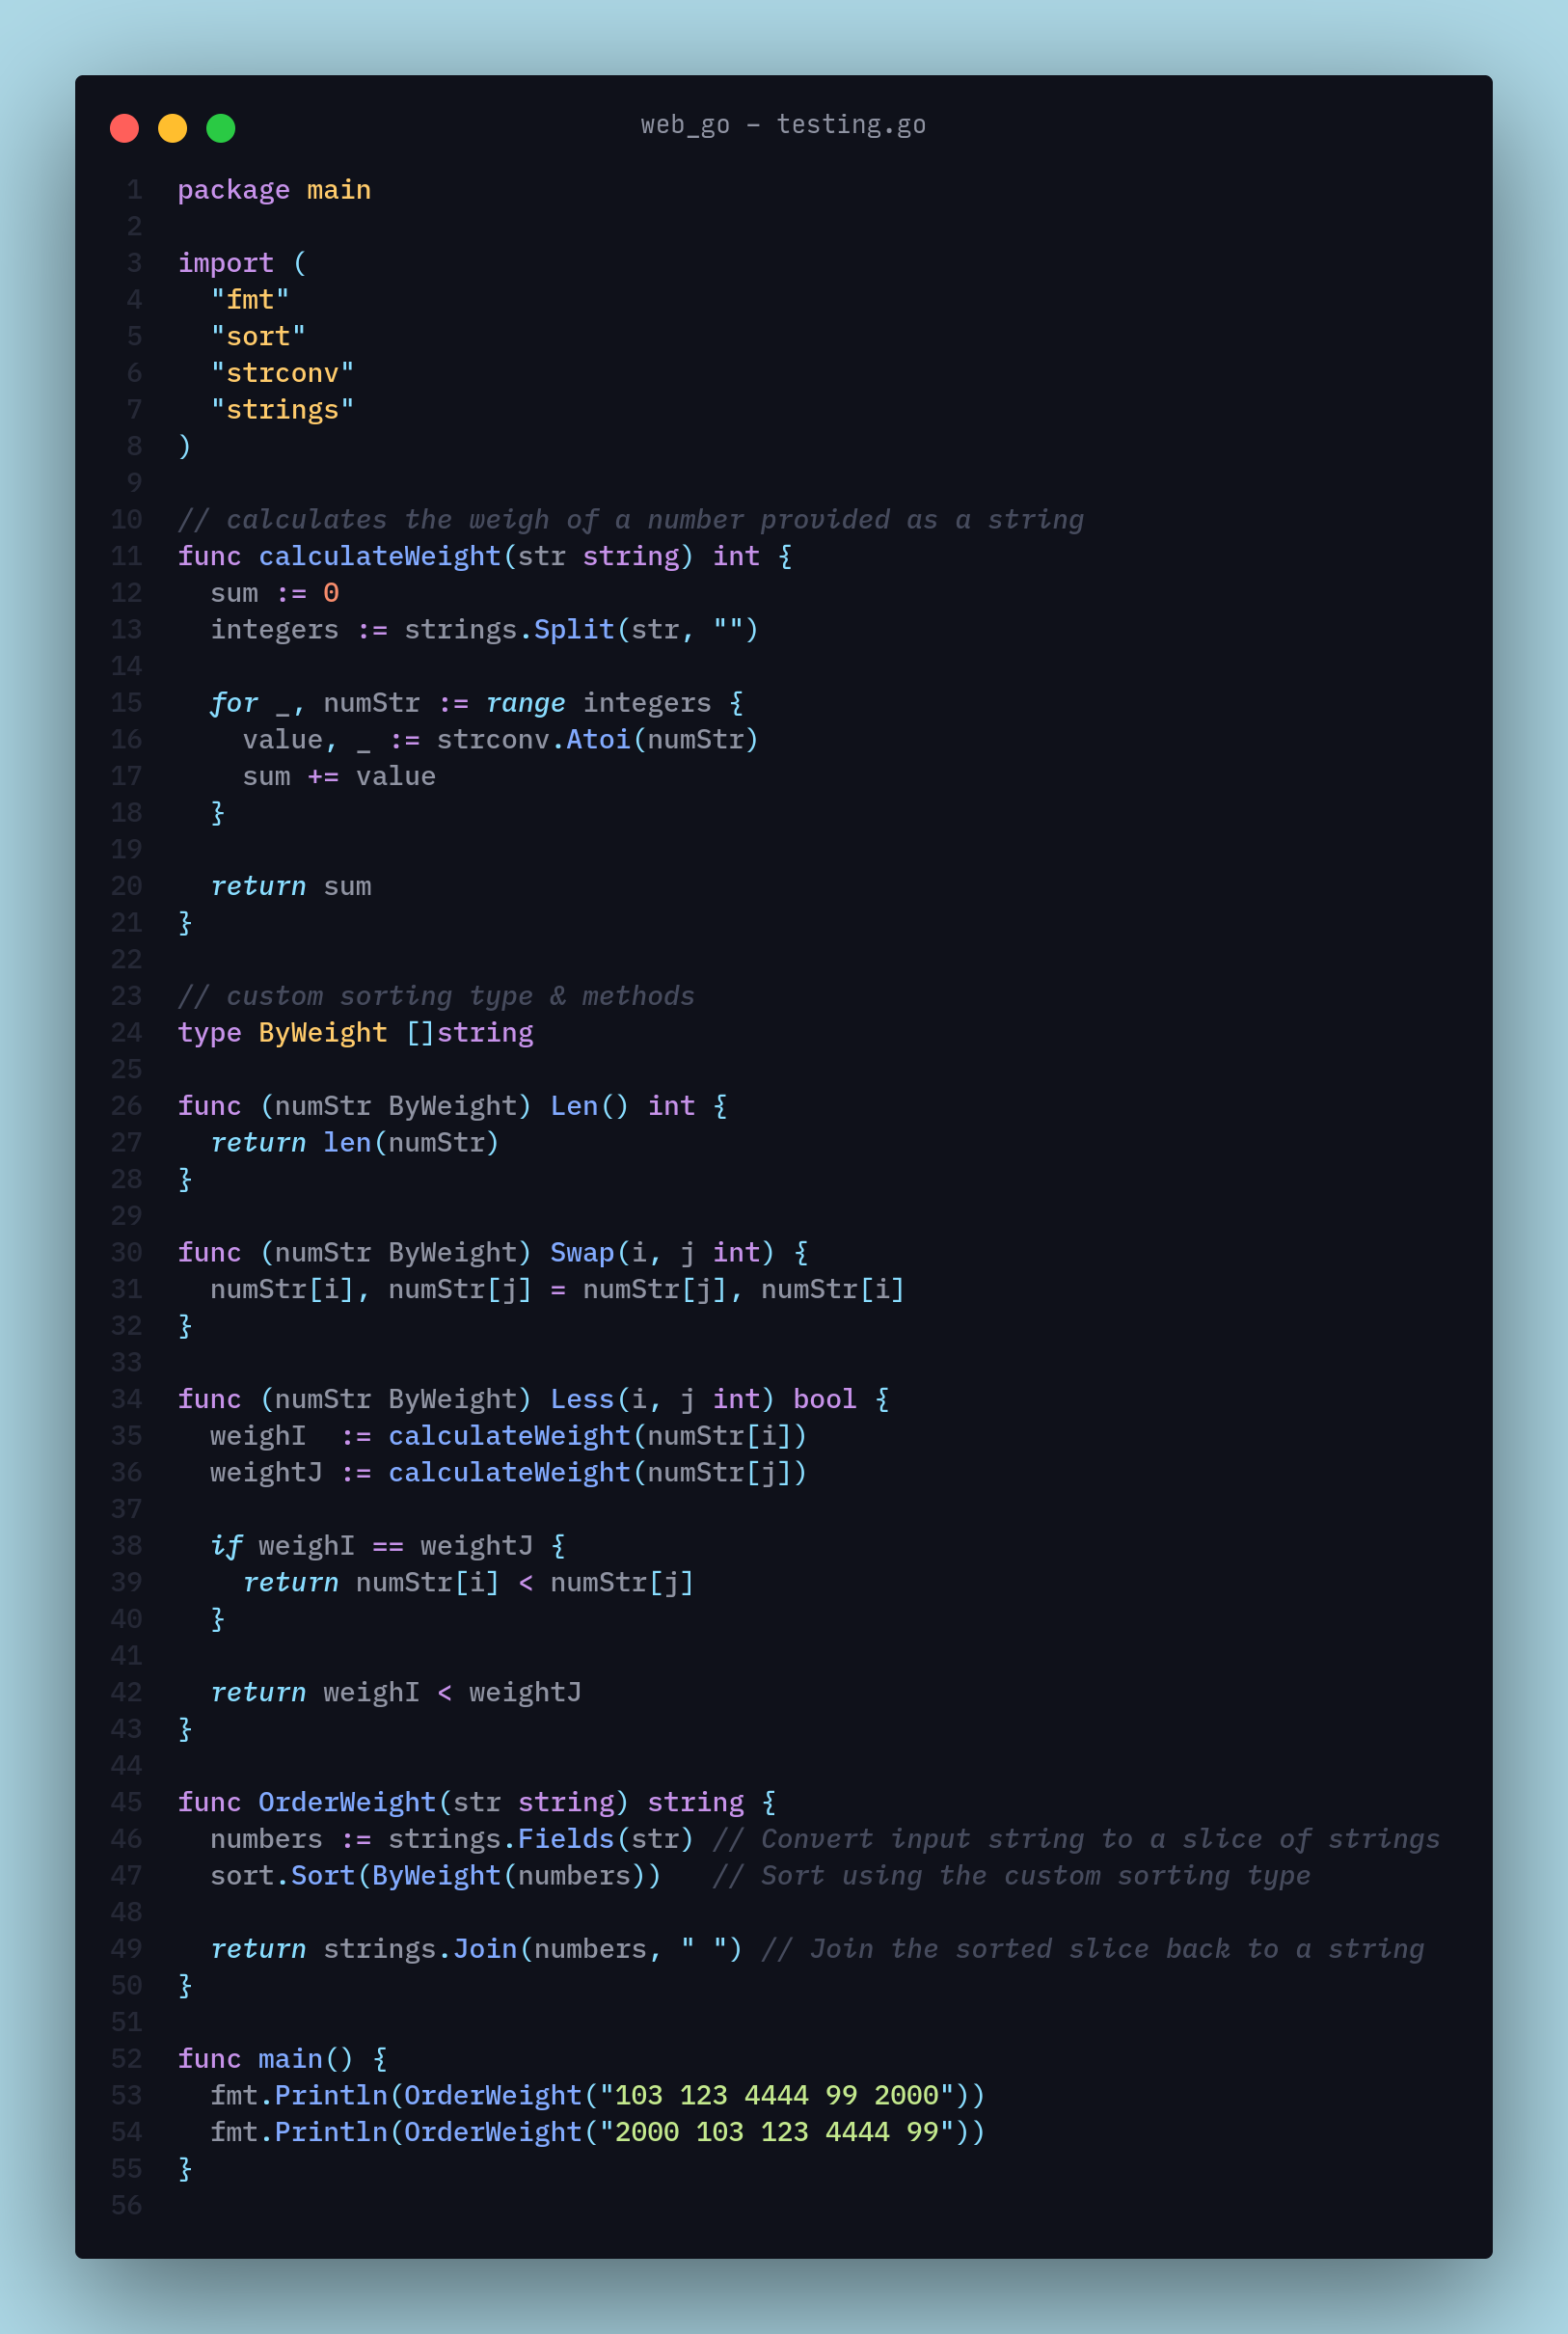 web_go – testing.go
1 package main
2
3 import (
4   "fmt"
5   "sort"
6   "strconv"
7   "strings"
8 )
9
10 // calculates the weigh of a number provided as a string
11 func calculateWeight(str string) int {
12   sum := 0
13   integers := strings.Split(str, "")
14
15   for _, numStr := range integers {
16     value, _ := strconv.Atoi(numStr)
17     sum += value
18   }
19
20   return sum
21 }
22
23 // custom sorting type & methods
24 type ByWeight []string
25
26 func (numStr ByWeight) Len() int {
27   return len(numStr)
28 }
29
30 func (numStr ByWeight) Swap(i, j int) {
31   numStr[i], numStr[j] = numStr[j], numStr[i]
32 }
33
34 func (numStr ByWeight) Less(i, j int) bool {
35   weighI  := calculateWeight(numStr[i])
36   weightJ := calculateWeight(numStr[j])
37
38   if weighI == weightJ {
39     return numStr[i] < numStr[j]
40   }
41
42   return weighI < weightJ
43 }
44
45 func OrderWeight(str string) string {
46   numbers := strings.Fields(str) // Convert input string to a slice of strings
47   sort.Sort(ByWeight(numbers))   // Sort using the custom sorting type
48
49   return strings.Join(numbers, " ") // Join the sorted slice back to a string
50 }
51
52 func main() {
53   fmt.Println(OrderWeight("103 123 4444 99 2000"))
54   fmt.Println(OrderWeight("2000 103 123 4444 99"))
55 }
56